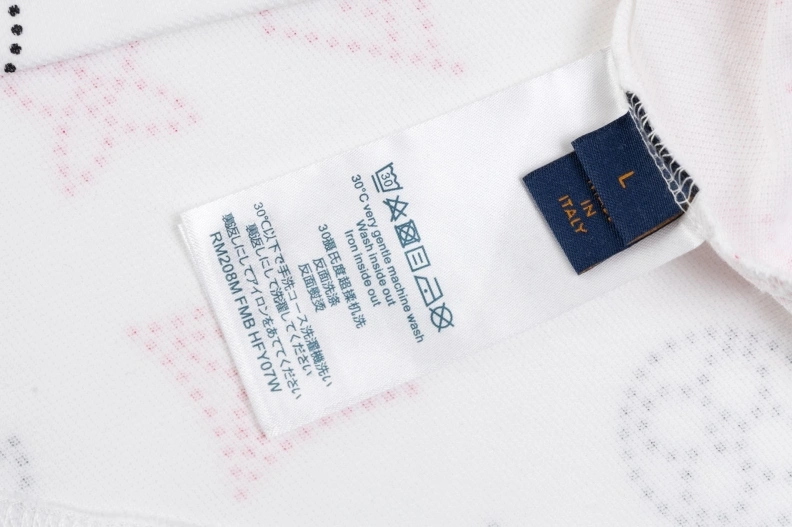 30
30°C very gentle machine wash
Wash inside out
Iron inside out
30摄氏度超揉机洗
反面洗涤
反面熨烫
30℃以下で手洗コース洗濯機洗い
裏返しにして洗濯してください
裏返しにしてアイロンをあててください
RM208M FMB HFY07W
L
IN
ITALY